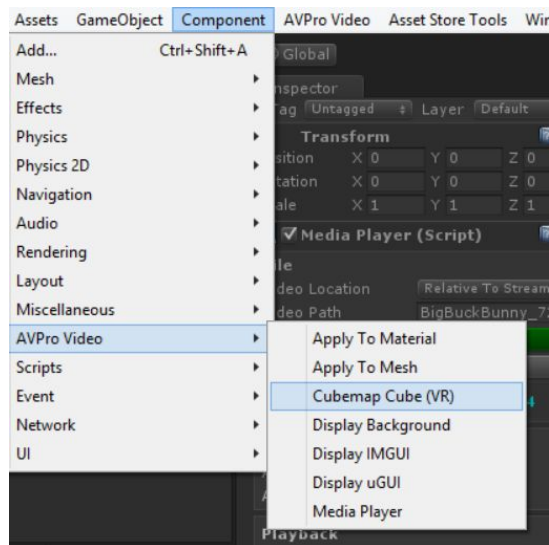 Assets GameObject Component AVPro Video Asset Store Tools Win
Add... Ctrl+Shift+A
Global
Mesh
nspector
Effects
Tag Untagged Layer Default
Physics
Transform
Physics 2D
sition X 0 Y 0 Z 0
Navigation
tation X 0 Y 0 Z 0
Audio
ale X 1 Y 1 Z 1
Rendering
Media Player (Script)
Layout
ile
deo Location Relative To Stream
Miscellaneous
deo Path BigBuckBunny_7
AVPro Video
Apply To Material
Scripts
Apply To Mesh
Event
Cubemap Cube (VR)
4
Network
Display Background
UI
Display IMGUI
Display uGUI
Media Player
Playback